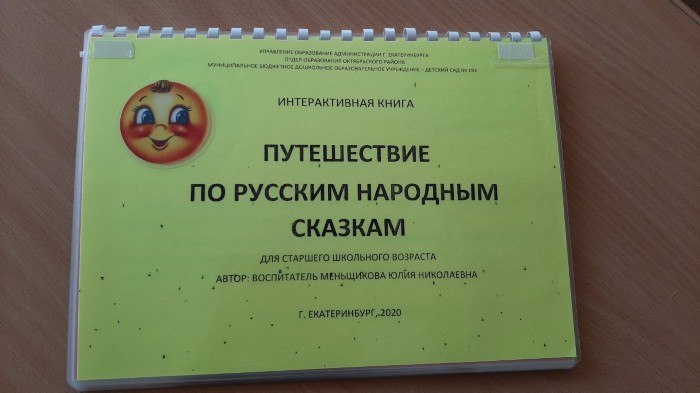 УПРАВЛЕНИЕ ОБРАЗОВАНИЕ АДМИНИСТРАЦИИ Г. ЕКАТЕРИНБУРГА
ОТДЕЛ ОБРАЗОВАНИЯ ОКТЯБРЬСКОГО РАЙОНА
МУНИЦИПАЛЬНОЕ БЮДЖЕТНОЕ ДОШКОЛЬНОЕ ОБРАЗОВАТЕЛЬНОЕ УЧРЕЖДЕНИЕ – ДЕТСКИЙ САД №
ИНТЕРАКТИВНАЯ КНИГА
ПУТЕШЕСТВИЕ
ПО РУССКИМ НАРОДНЫМ
СКАЗКАМ
ДЛЯ СТАРШЕГО ШКОЛЬНОГО ВОЗРАСТА
АВТОР: ВОСПИТАТЕЛЬ МЕНЬЩИКОВА ЮЛИЯ НИКОЛАЕВНА
Г. ЕКАТЕРИНБУРГ, 2020